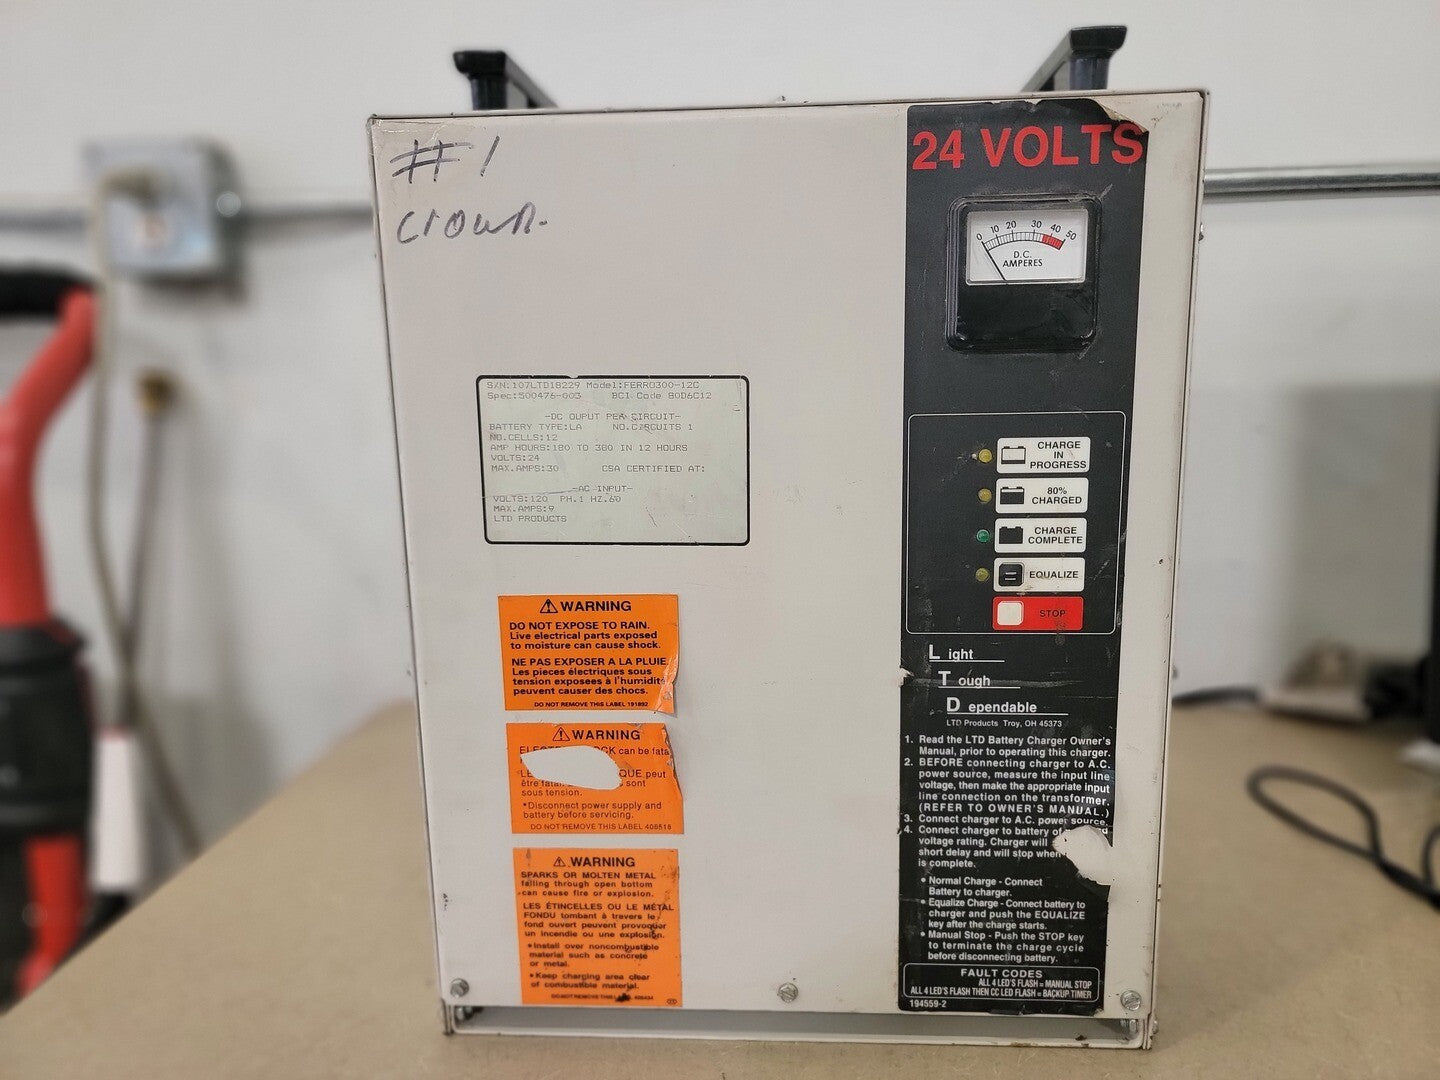 #1
Crown.
S/N:107LTD18229 Model:FERRO300-12C
Spec:500476-003 BCI Code 80D6C12
-DC OUPUT PER CIRCUIT-
BATTERY TYPE:LA NO.CIRCUITS 1
NO.CELLS:12
AMP HOURS:180 TO 380 IN 12 HOURS
VOLTS:24
MAX.AMPS:30 CSA CERTIFIED AT:
-AC INPUT-
VOLTS:120 PH.1 HZ.60
MAX.AMPS:9
LTD PRODUCTS
WARNING
DO NOT EXPOSE TO RAIN.
Live electrical parts exposed
to moisture can cause shock.
NE PAS EXPOSER A LA PLUIE.
Les pieces électriques sous
tension exposees à l'humidité
peuvent causer des chocs.
DO NOT REMOVE THIS LABEL 191892
WARNING
can be
peut
être sont
sous tension.
•Disconnect power supply and
battery before servicing.
DO NOT REMOVE THIS LABEL 408518
WARNING
SPARKS OR MOLTEN METAL
falling through open bottom
can cause fire or explosion.
LES ÉTINCELLES OU LE MÉTAL
FONDU tombant à travers le
fond ouvert peuvent provoquer
un incendie ou une explosion.
•Install over noncombustible
material such as concrete
or metal.
•Keep charging area clear
of combustible material.
DO NOT REMOVE THIS LABEL 408434
24 VOLTS
0 10 20 30 40 50
D.C.
AMPERES
CHARGE
IN
PROGRESS
80%
CHARGED
CHARGE
COMPLETE
EQUALIZE
STOP
Light
Tough
Dependable
LTD Products Troy, OH 45373
1. Read the LTD Battery Charger Owner's
Manual, prior to operating this charger.
2. BEFORE connecting charger to A.C.
power source, measure the input line
voltage, then make the appropriate input
line connection on the transformer.
(REFER TO OWNER'S MANUAL.)
3. Connect charger to A.C. power source.
4. Connect charger to battery of
voltage rating. Charger will
short delay and will stop when
is complete.
• Normal Charge - Connect
Battery to charger.
• Equalize Charge - Connect battery to
charger and push the EQUALIZE
key after the charge starts.
• Manual Stop - Push the STOP key
to terminate the charge cycle
before disconnecting battery.
FAULT CODES
ALL 4 LED'S FLASH = MANUAL STOP
ALL 4 LED'S FLASH THEN CC LED FLASH = BACKUP TIMER
194559-2